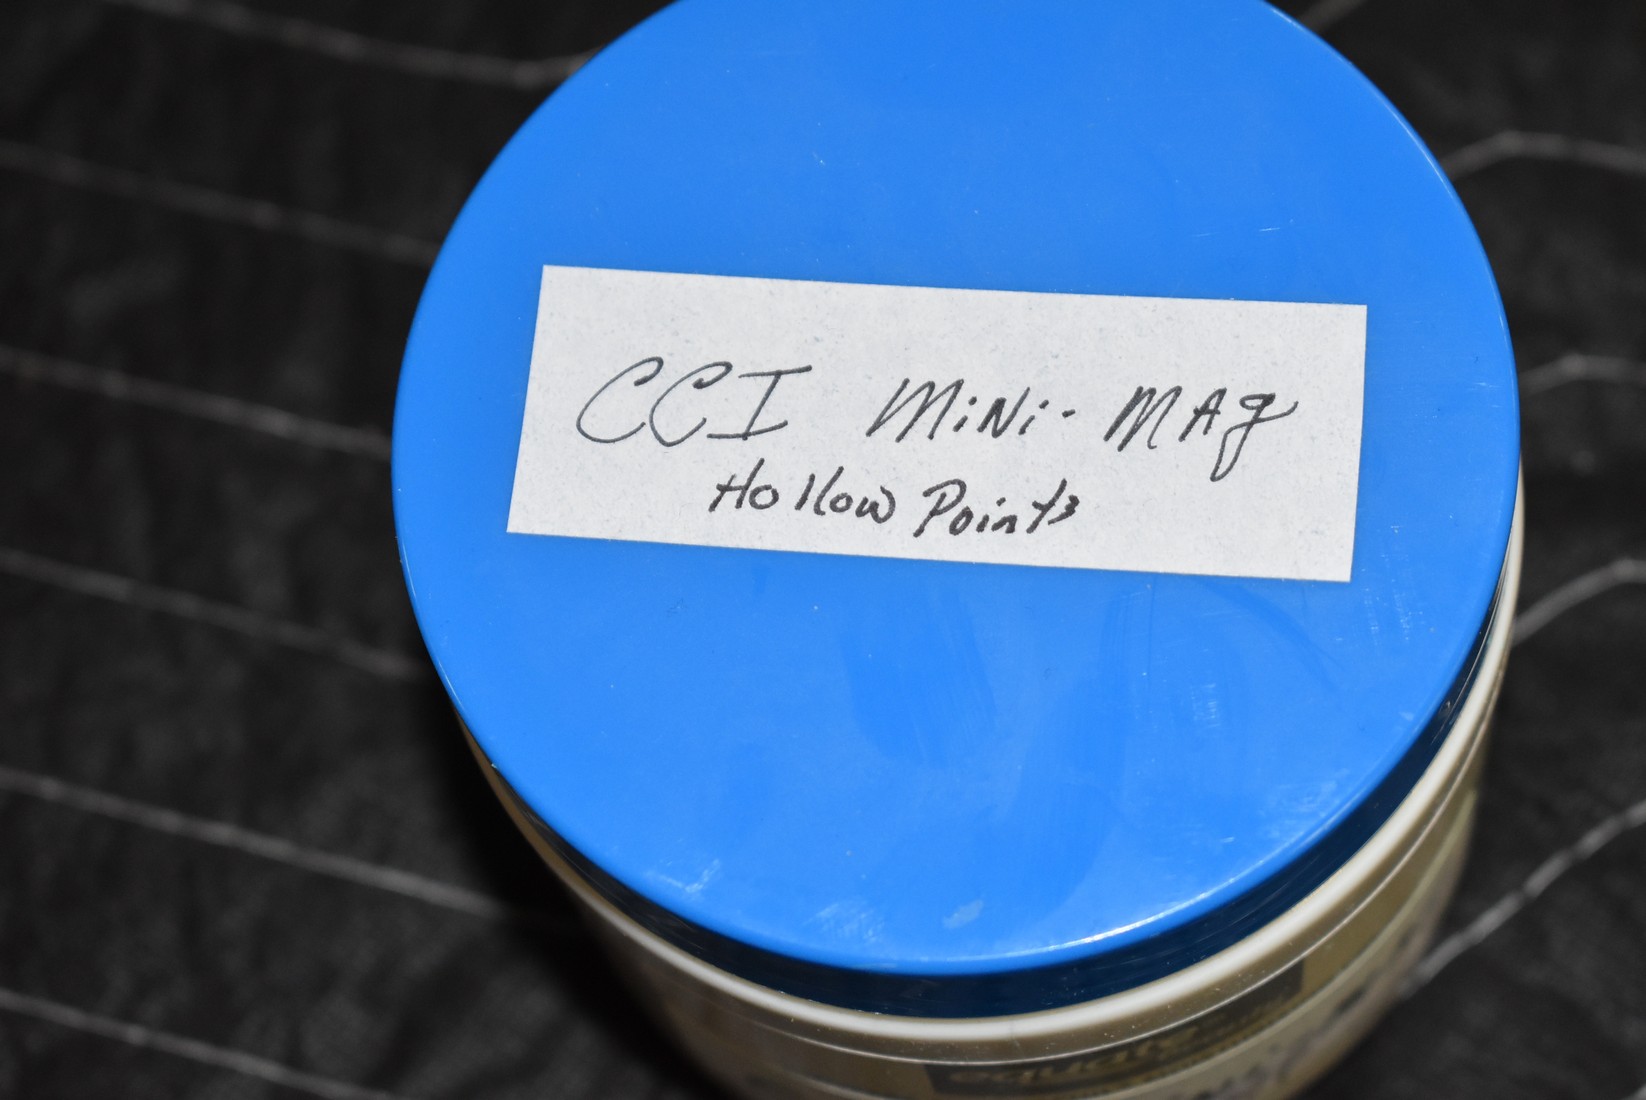 CCI MiNi-MAg
Hollow Points